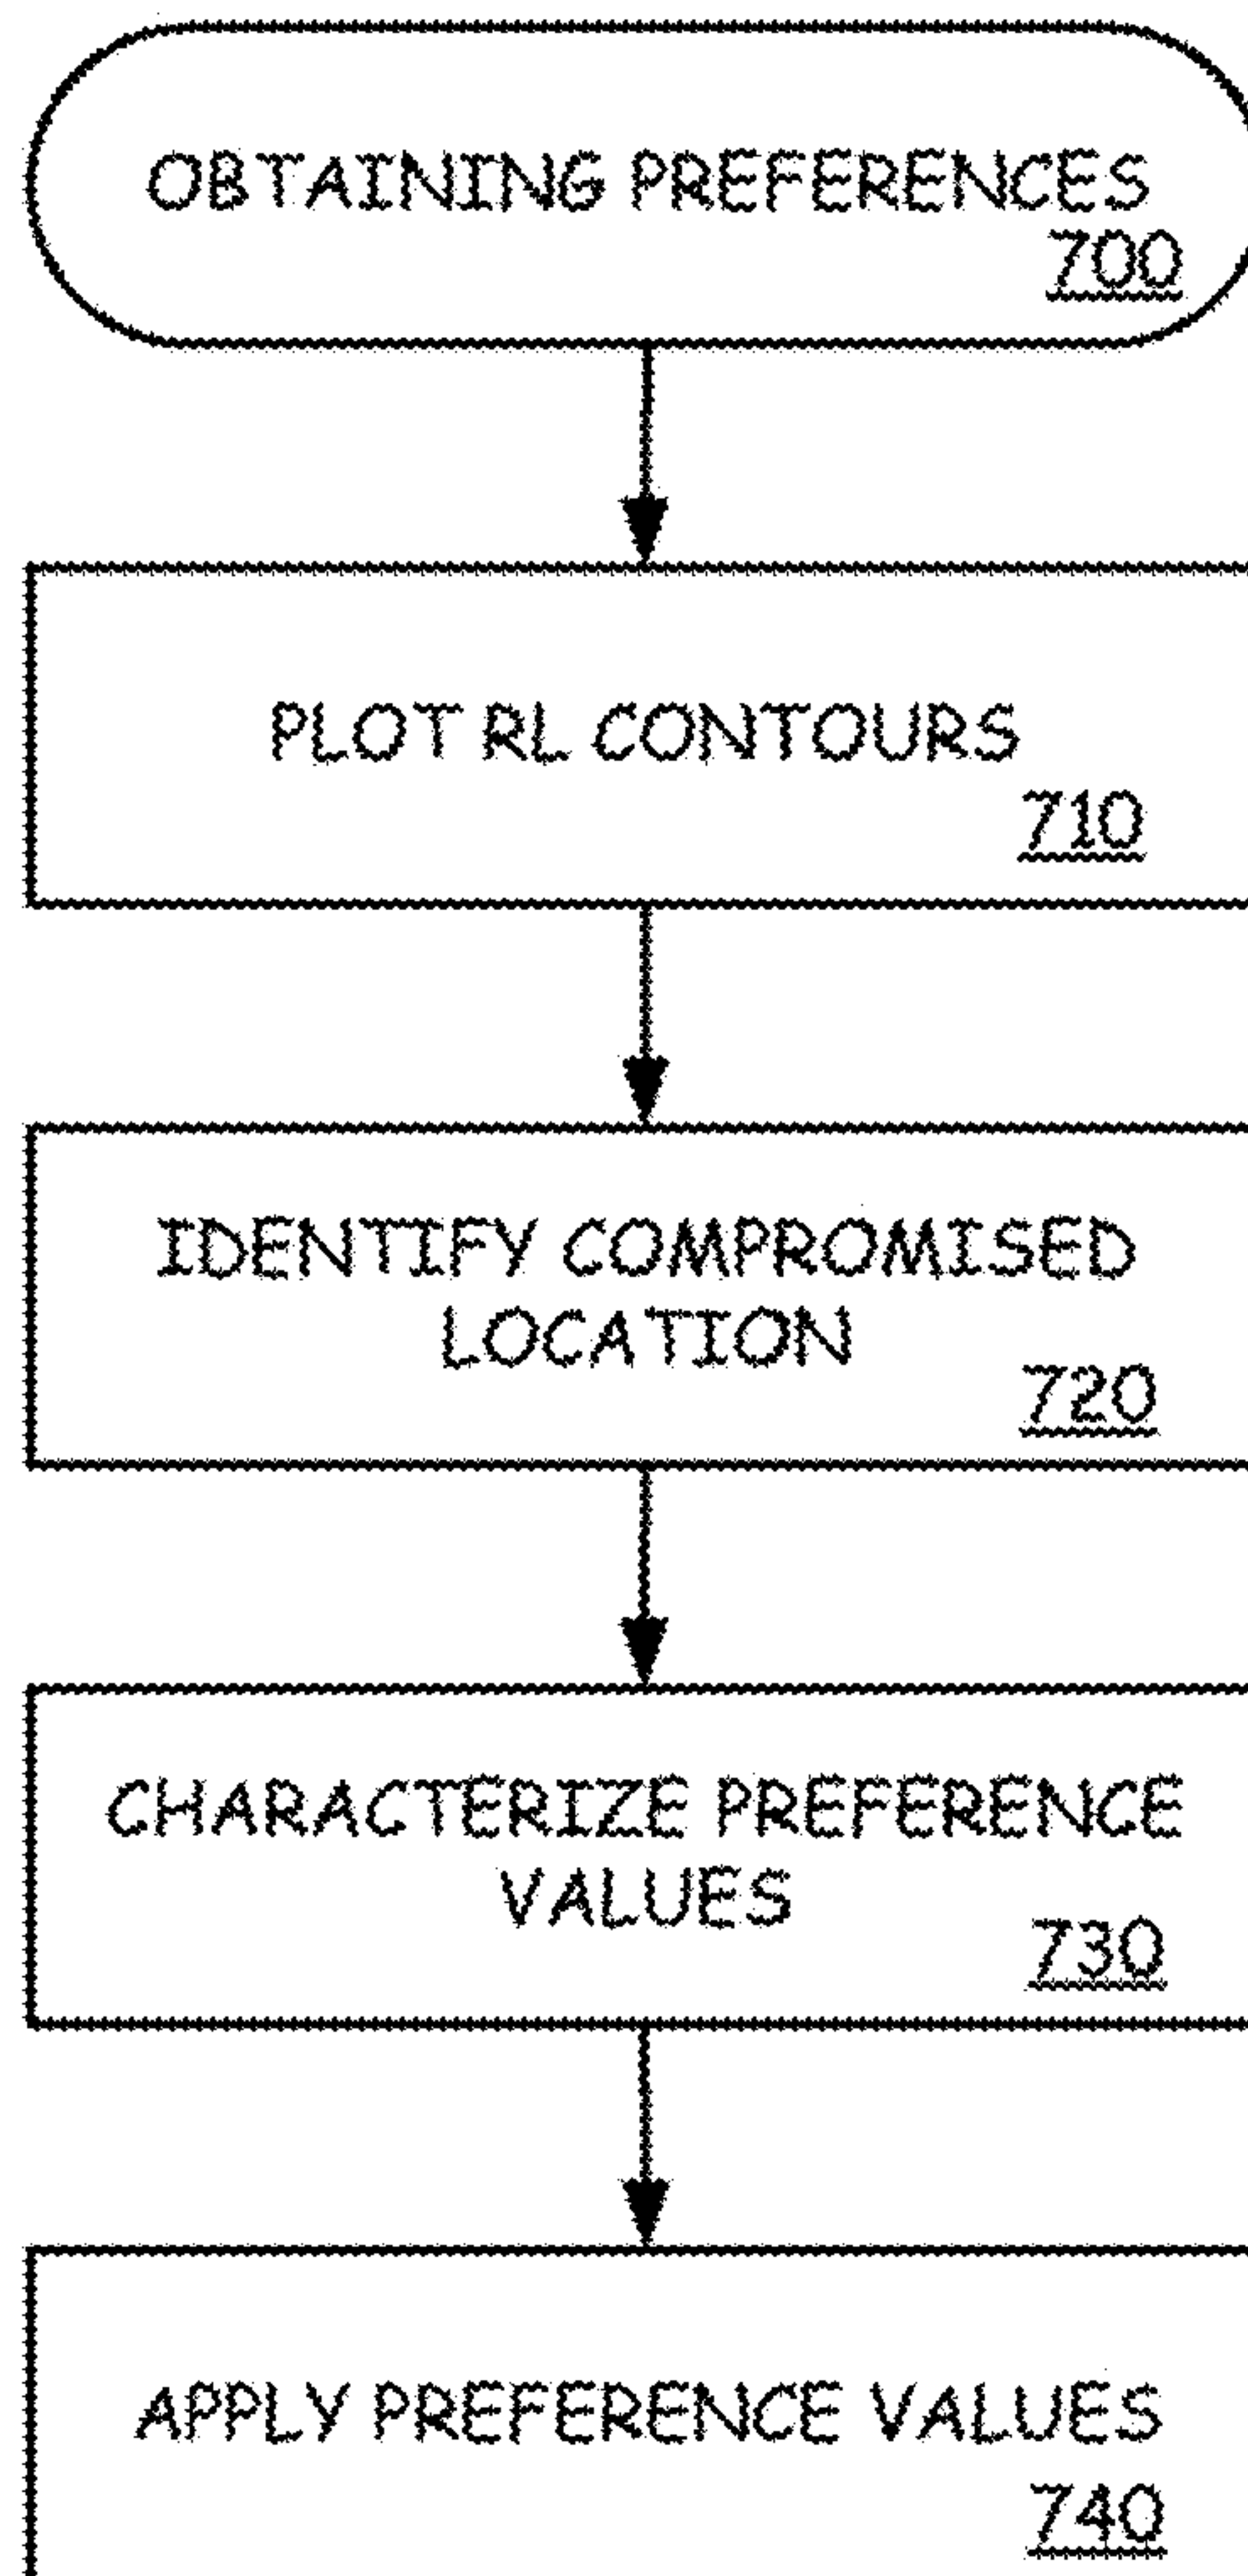 OBTAINING PREFERENCES
700
PLOT RL CONTOURS
710
IDENTIFY COMPROMISED
LOCATION
720
CHARACTERIZE PREFERENCE
VALUES
730
APPLY PREFERENCE VALUES
740